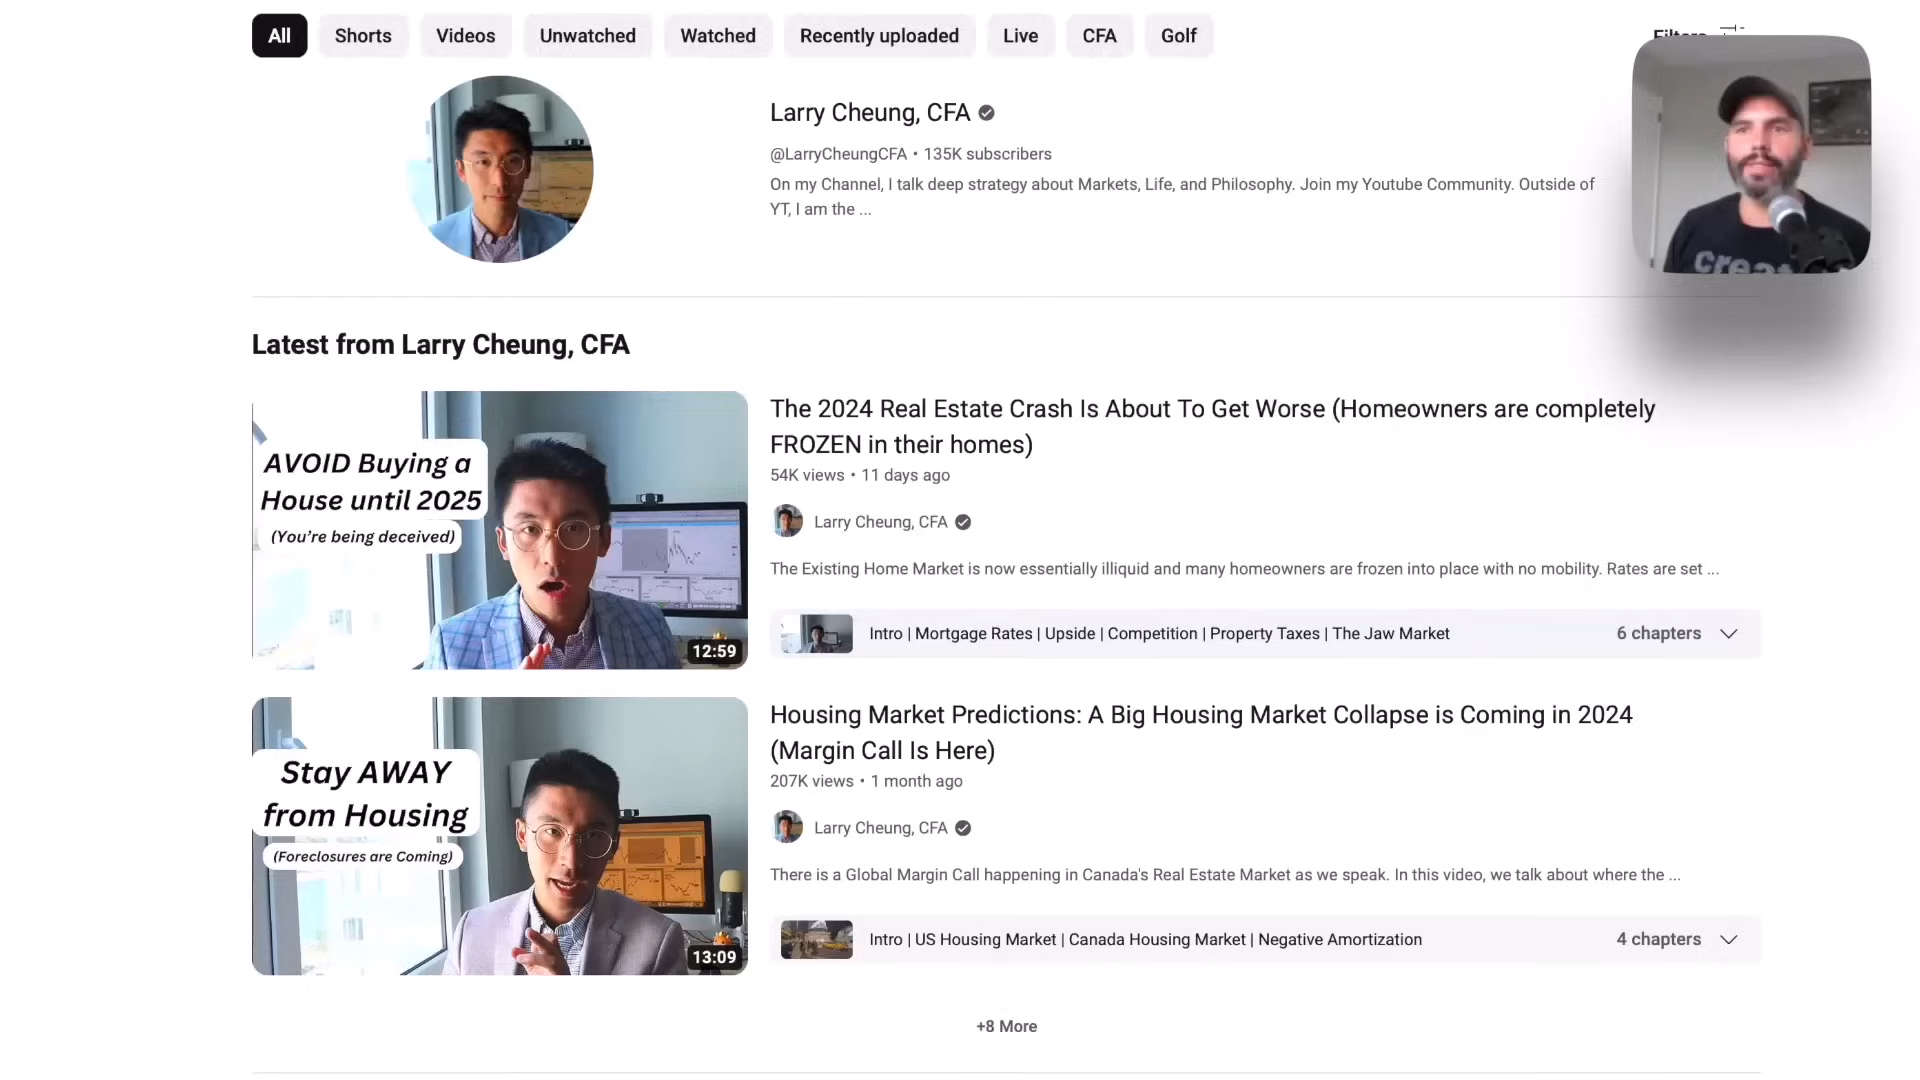 All
Shorts
Videos
Unwatched
Watched
Recently uploaded
Live
CFA
Golf
Filters
Larry Cheung, CFA
@LarryCheungCFA • 135K subscribers
On my Channel, I talk deep strategy about Markets, Life, and Philosophy. Join my Youtube Community. Outside of
YT, I am the ...
Latest from Larry Cheung, CFA
AVOID Buying a
House until 2025
(You're being deceived)
12:59
The 2024 Real Estate Crash Is About To Get Worse (Homeowners are completely
FROZEN in their homes)
54K views • 11 days ago
Larry Cheung, CFA
The Existing Home Market is now essentially illiquid and many homeowners are frozen into place with no mobility. Rates are set ...
Intro | Mortgage Rates | Upside | Competition | Property Taxes | The Jaw Market
6 chapters
Stay AWAY
from Housing
(Foreclosures are Coming)
13:09
Housing Market Predictions: A Big Housing Market Collapse is Coming in 2024
(Margin Call Is Here)
207K views • 1 month ago
Larry Cheung, CFA
There is a Global Margin Call happening in Canada's Real Estate Market as we speak. In this video, we talk about where the ...
Intro | US Housing Market | Canada Housing Market | Negative Amortization
4 chapters
+8 More